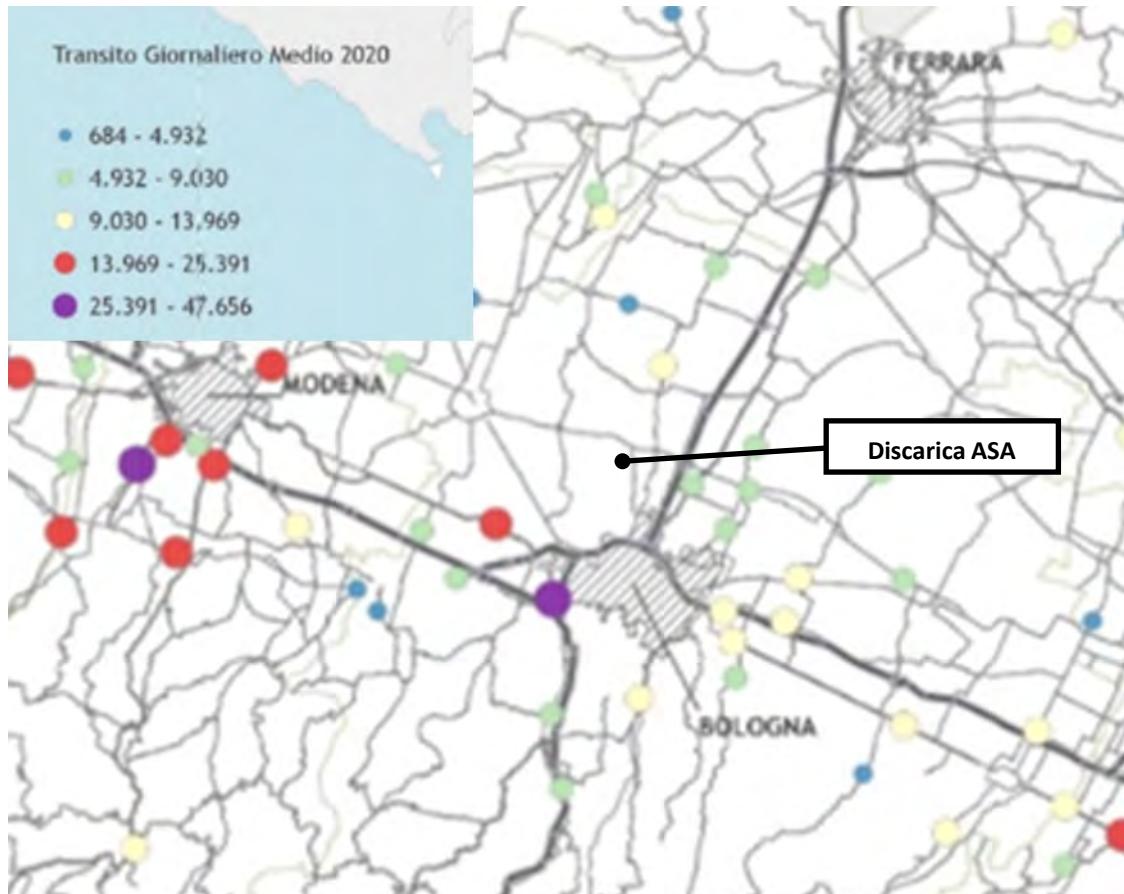 Transito Giornaliero Medio 2020
684 - 4.932
4.932 - 9.030
9.030 - 13.969
13.969 - 25.391
25.391 - 47.656
FERRARA
MODENA
Discarica ASA
BOLOGNA